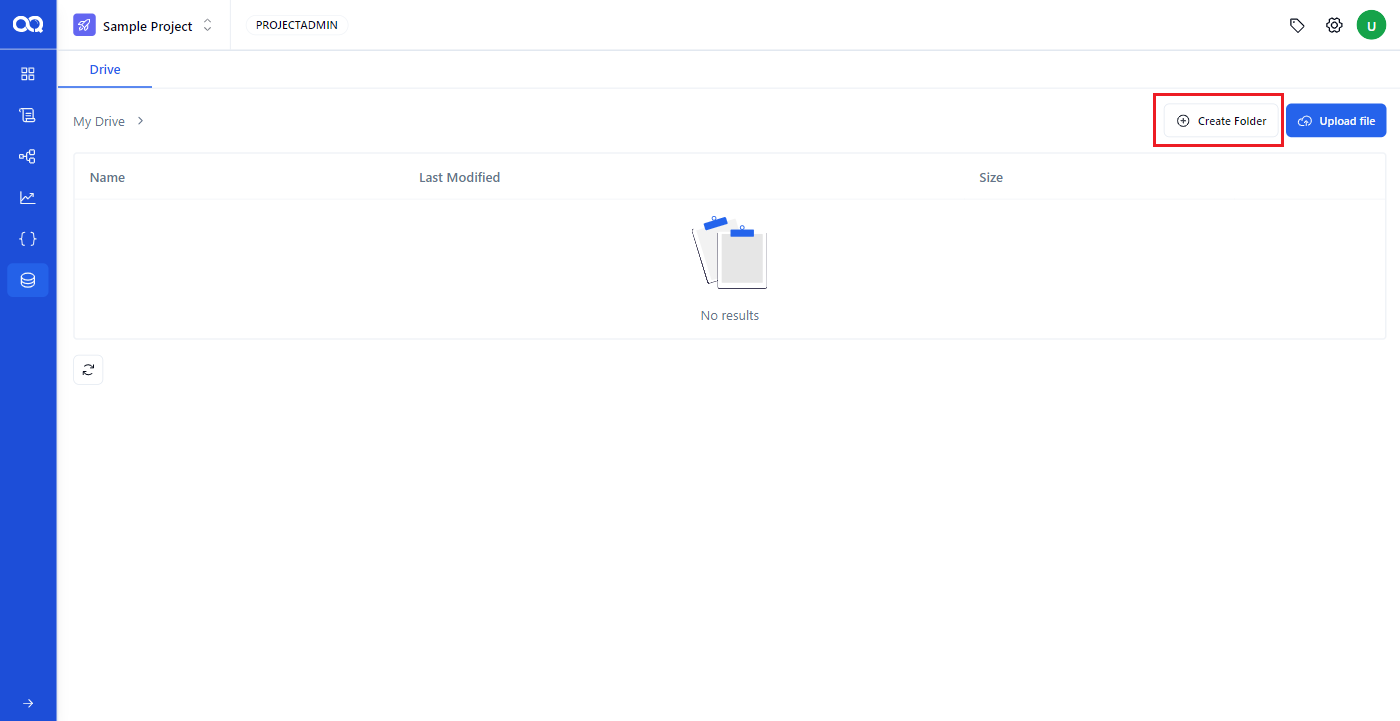 Sample Project
PROJECTADMIN
U
Drive
My Drive
Create Folder
Upload file
Name
Last Modified
Size
No results